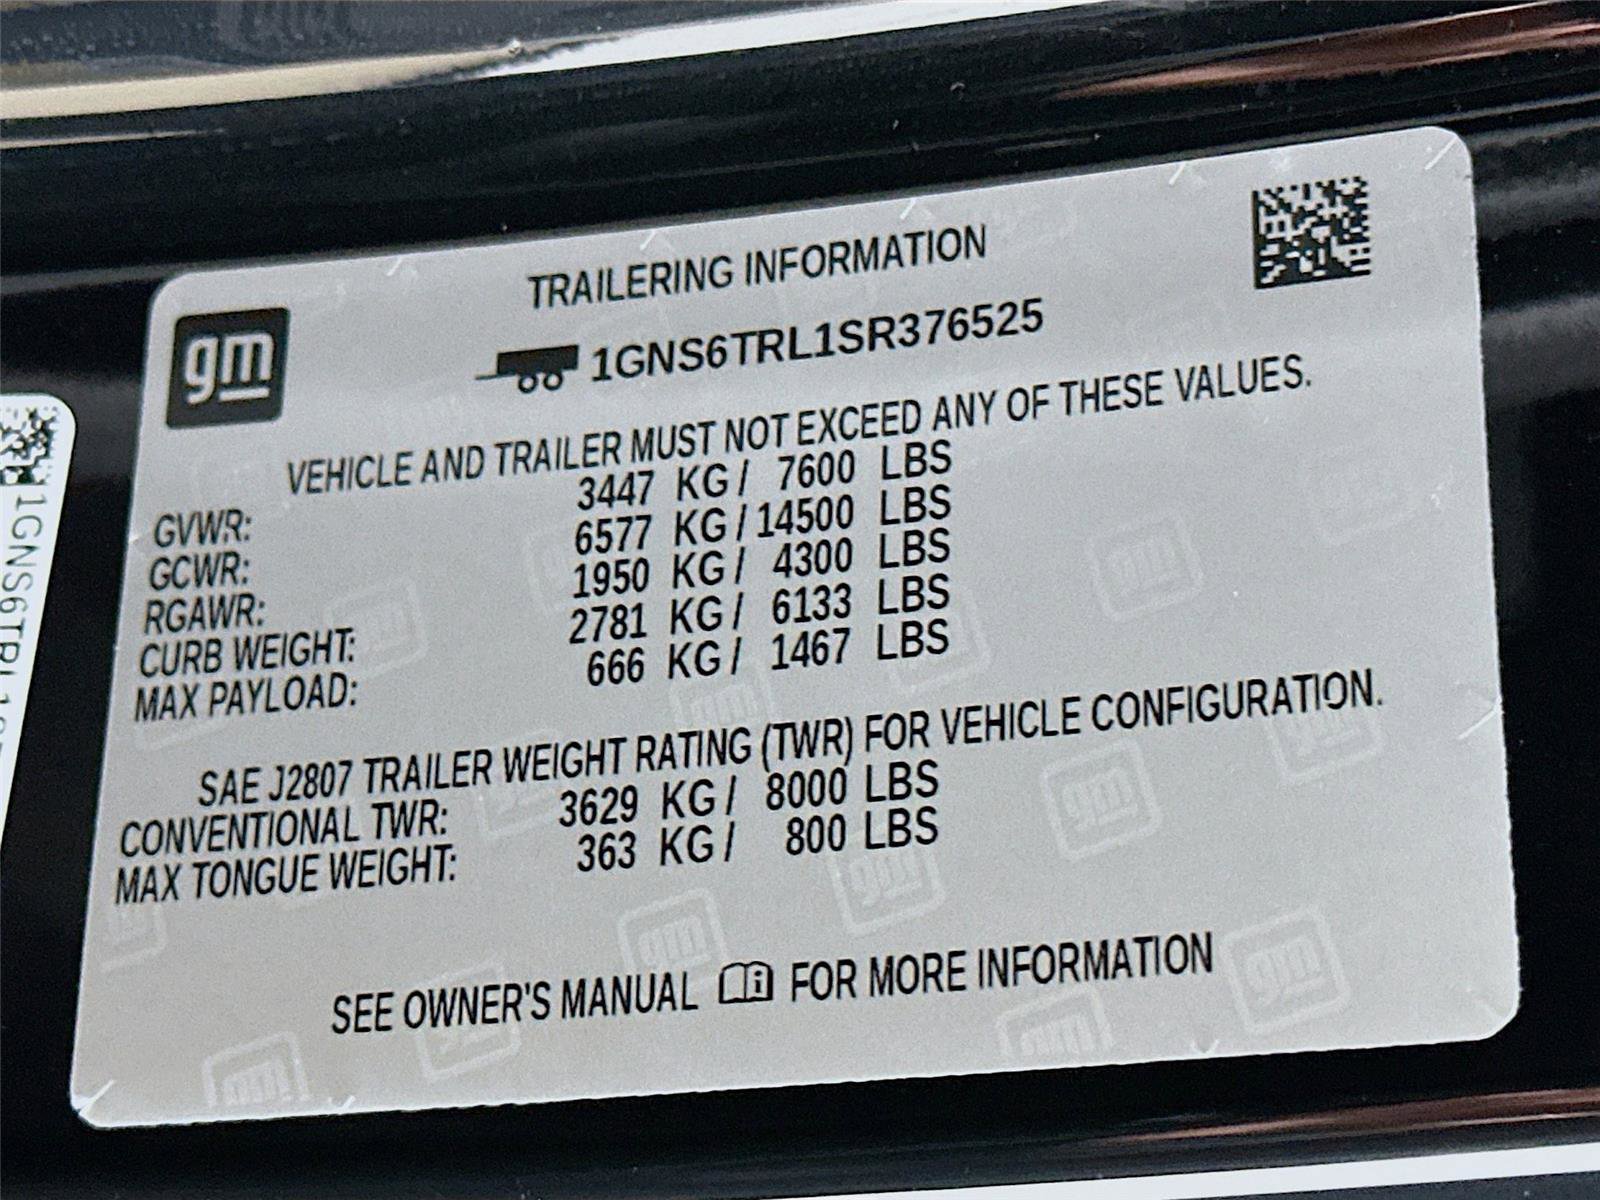 TRAILERING INFORMATION
gm
1GNS6TRL1SR376525
VEHICLE AND TRAILER MUST NOT EXCEED ANY OF THESE VALUES.
GVWR: 3447 KG / 7600 LBS
GCWR: 6577 KG / 14500 LBS
RGAWR: 1950 KG / 4300 LBS
CURB WEIGHT: 2781 KG / 6133 LBS
MAX PAYLOAD: 666 KG / 1467 LBS
SAE J2807 TRAILER WEIGHT RATING (TWR) FOR VEHICLE CONFIGURATION.
CONVENTIONAL TWR: 3629 KG / 8000 LBS
MAX TONGUE WEIGHT: 363 KG / 800 LBS
SEE OWNER'S MANUAL FOR MORE INFORMATION